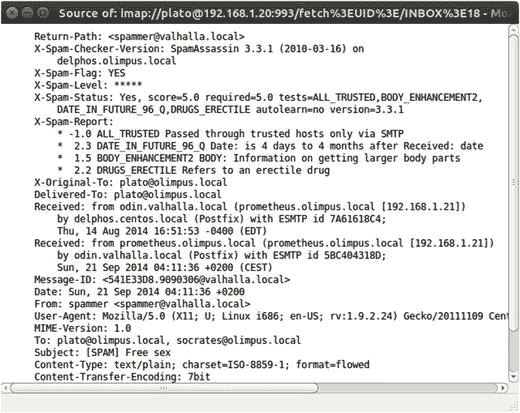 Source of: imap://plato@192.168.1.20:993/fetch%3EUID%3E/INBOX%3E18 - Mo
Return-Path: <spammer@valhalla.local>
X-Spam-Checker-Version: SpamAssassin 3.3.1 (2010-03-16) on
delphos.olimpus.local
X-Spam-Flag: YES
X-Spam-Level: *****
X-Spam-Status: Yes, score=5.0 required=5.0 tests=ALL_TRUSTED,BODY_ENHANCEMENT2,
DATE_IN_FUTURE_96_Q,DRUGS_ERECTILE autolearn=no version=3.3.1
X-Spam-Report:
* -1.0 ALL_TRUSTED Passed through trusted hosts only via SMTP
* 2.3 DATE_IN_FUTURE_96_Q Date: is 4 days to 4 months after Received: date
* 1.5 BODY_ENHANCEMENT2 BODY: Information on getting larger body parts
* 2.2 DRUGS_ERECTILE Refers to an erectile drug
X-Original-To: plato@olimpus.local
Delivered-To: plato@olimpus.local
Received: from odin.valhalla.local (prometheus.olimpus.local [192.168.1.21])
by delphos.centos.local (Postfix) with ESMTP id 7A61618C4;
Thu, 14 Aug 2014 16:51:53 -0400 (EDT)
Received: from prometheus.olimpus.local (prometheus.olimpus.local [192.168.1.21])
by odin.valhalla.local (Postfix) with ESMTP id 5BC404318D;
Sun, 21 Sep 2014 04:11:36 +0200 (CEST)
Message-ID: <541E33D8.9090306@valhalla.local>
Date: Sun, 21 Sep 2014 04:11:36 +0200
From: spammer <spammer@valhalla.local>
User-Agent: Mozilla/5.0 (X11; U; Linux i686; en-US; rv:1.9.2.24) Gecko/20111109 Cent
MIME-Version: 1.0
To: plato@olimpus.local, socrates@olimpus.local
Subject: [SPAM] Free sex
Content-Type: text/plain; charset=ISO-8859-1; format=flowed
Content-Transfer-Encoding: 7bit